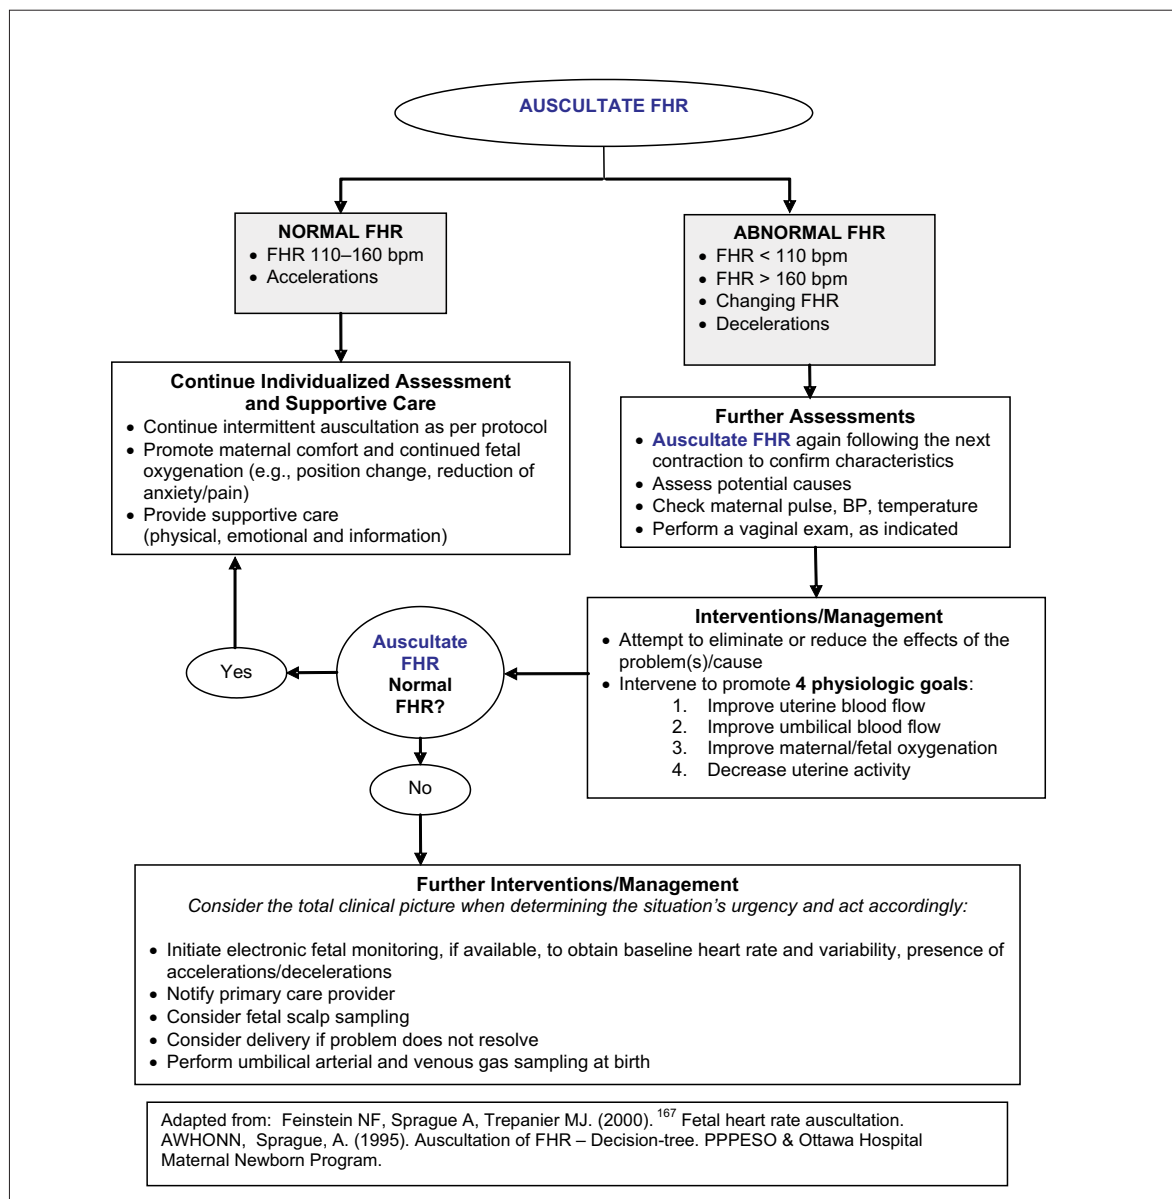 AUSCULTATE FHR
NORMAL FHR
• FHR 110–160 bpm
• Accelerations
ABNORMAL FHR
• FHR < 110 bpm
• FHR > 160 bpm
• Changing FHR
• Decelerations
Continue Individualized Assessment
and Supportive Care
• Continue intermittent auscultation as per protocol
• Promote maternal comfort and continued fetal
oxygenation (e.g., position change, reduction of
anxiety/pain)
• Provide supportive care
(physical, emotional and information)
Further Assessments
• Auscultate FHR again following the next
contraction to confirm characteristics
• Assess potential causes
• Check maternal pulse, BP, temperature
• Perform a vaginal exam, as indicated
Interventions/Management
• Attempt to eliminate or reduce the effects of the
problem(s)/cause
• Intervene to promote 4 physiologic goals:
1. Improve uterine blood flow
2. Improve umbilical blood flow
3. Improve maternal/fetal oxygenation
4. Decrease uterine activity
Auscultate
FHR
Normal
FHR?
Yes
No
Further Interventions/Management
Consider the total clinical picture when determining the situation's urgency and act accordingly:
• Initiate electronic fetal monitoring, if available, to obtain baseline heart rate and variability, presence of
accelerations/decelerations
• Notify primary care provider
• Consider fetal scalp sampling
• Consider delivery if problem does not resolve
• Perform umbilical arterial and venous gas sampling at birth
Adapted from: Feinstein NF, Sprague A, Trepanier MJ. (2000). 167 Fetal heart rate auscultation.
AWHONN, Sprague, A. (1995). Auscultation of FHR – Decision-tree. PPPESO & Ottawa Hospital
Maternal Newborn Program.